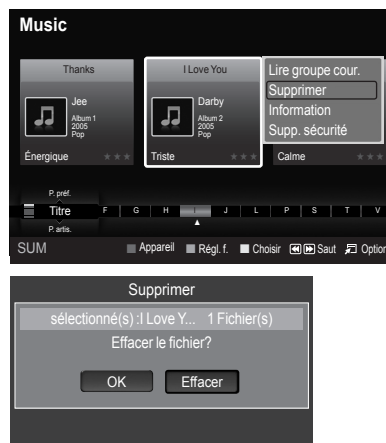 Music
Thanks
Jee
Album 1
2005
Pop
Énergique
I Love You
Darby
Album 2
2005
Pop
Triste
Lire groupe cour.
Supprimer
Information
Supp. sécurité
Calme
P. préf.
Titre F G H I J L P S T V
P. artis.
SUM Appareil Régl. f. Choisir Saut Option
Supprimer
sélectionné(s) :I Love Y... 1 Fichier(s)
Effacer le fichier?
OK Effacer